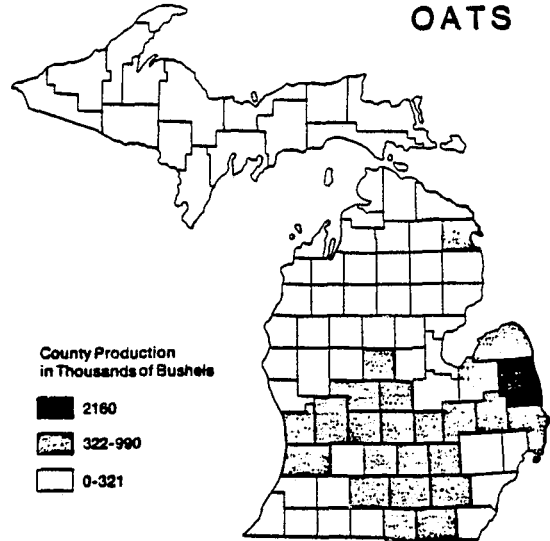 OATS
County Production
in Thousands of Bushels
2160
322-990
0-321